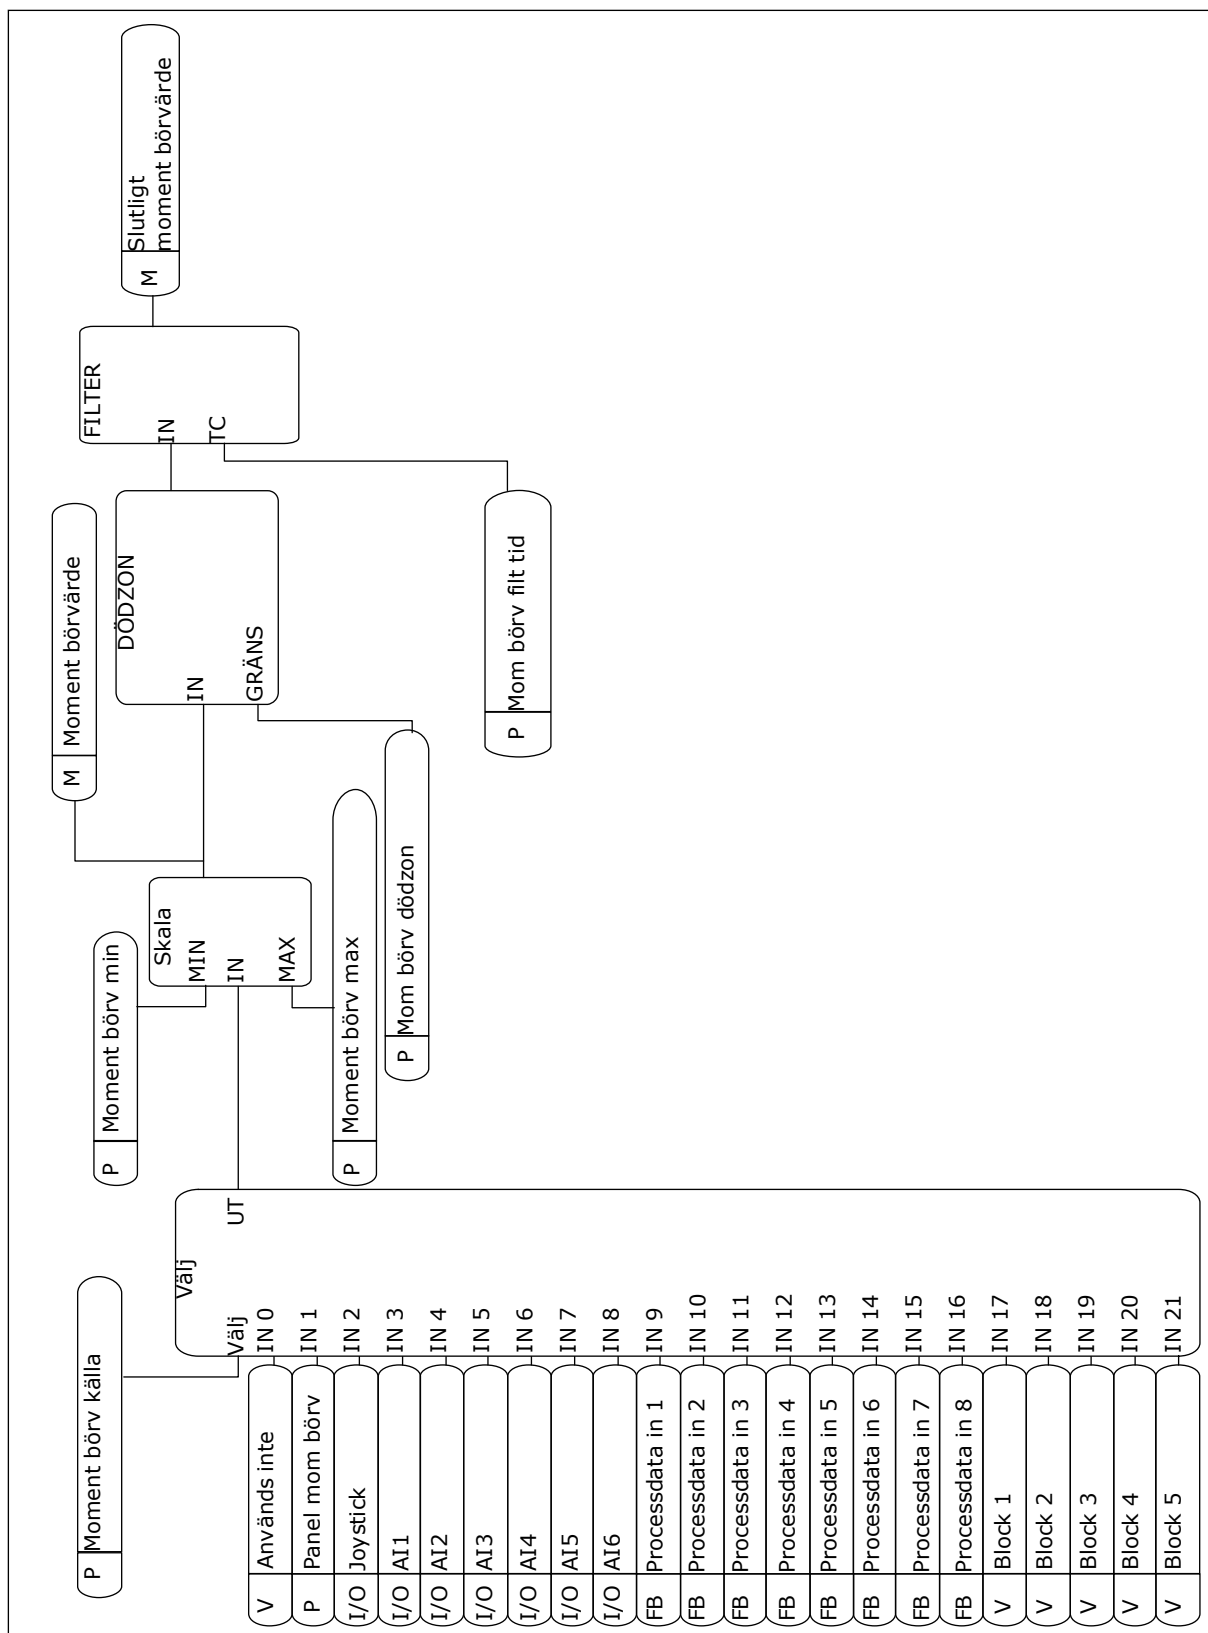 P Moment börv källa
V Används inte
P Panel mom börv
I/O Joystick
I/O AI1
I/O AI2
I/O AI3
I/O AI4
I/O AI5
I/O AI6
FB Processdata in 1
FB Processdata in 2
FB Processdata in 3
FB Processdata in 4
FB Processdata in 5
FB Processdata in 6
FB Processdata in 7
FB Processdata in 8
V Block 1
V Block 2
V Block 3
V Block 4
V Block 5
Välj
Välj
UT
IN 0
IN 1
IN 2
IN 3
IN 4
IN 5
IN 6
IN 7
IN 8
IN 9
IN 10
IN 11
IN 12
IN 13
IN 14
IN 15
IN 16
IN 17
IN 18
IN 19
IN 20
IN 21
P Moment börv min
Skala
MIN
IN
MAX
P Moment börv max
P Mom börv dödzon
M Moment börvärde
DÖDZON
IN
GRÄNS
P Mom börv filt tid
FILTER
IN
TC
M Slutligt
moment börvärde